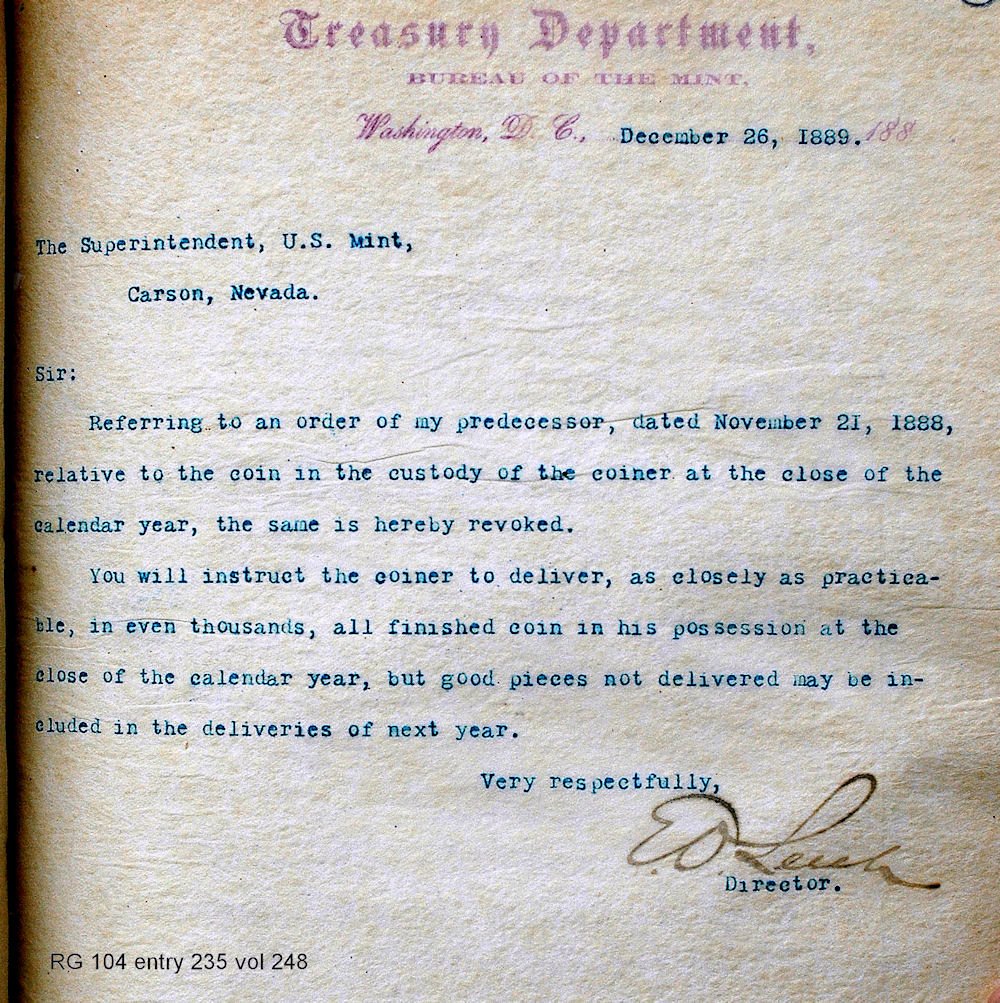 Treasury Department,
BUREAU OF THE MINT,
Washington, D. C., December 26, 1889. 188
The Superintendent, U.S. Mint,
Carson, Nevada.
Sir:
Referring to an order of my predecessor, dated November 21, 1888,
relative to the coin in the custody of the coiner at the close of the
calendar year, the same is hereby revoked.
You will instruct the coiner to deliver, as closely as practica-
ble, in even thousands, all finished coin in his possession at the
close of the calendar year, but good pieces not delivered may be in-
cluded in the deliveries of next year.
Very respectfully,
E.O. Leech
Director.
RG 104 entry 235 vol 248